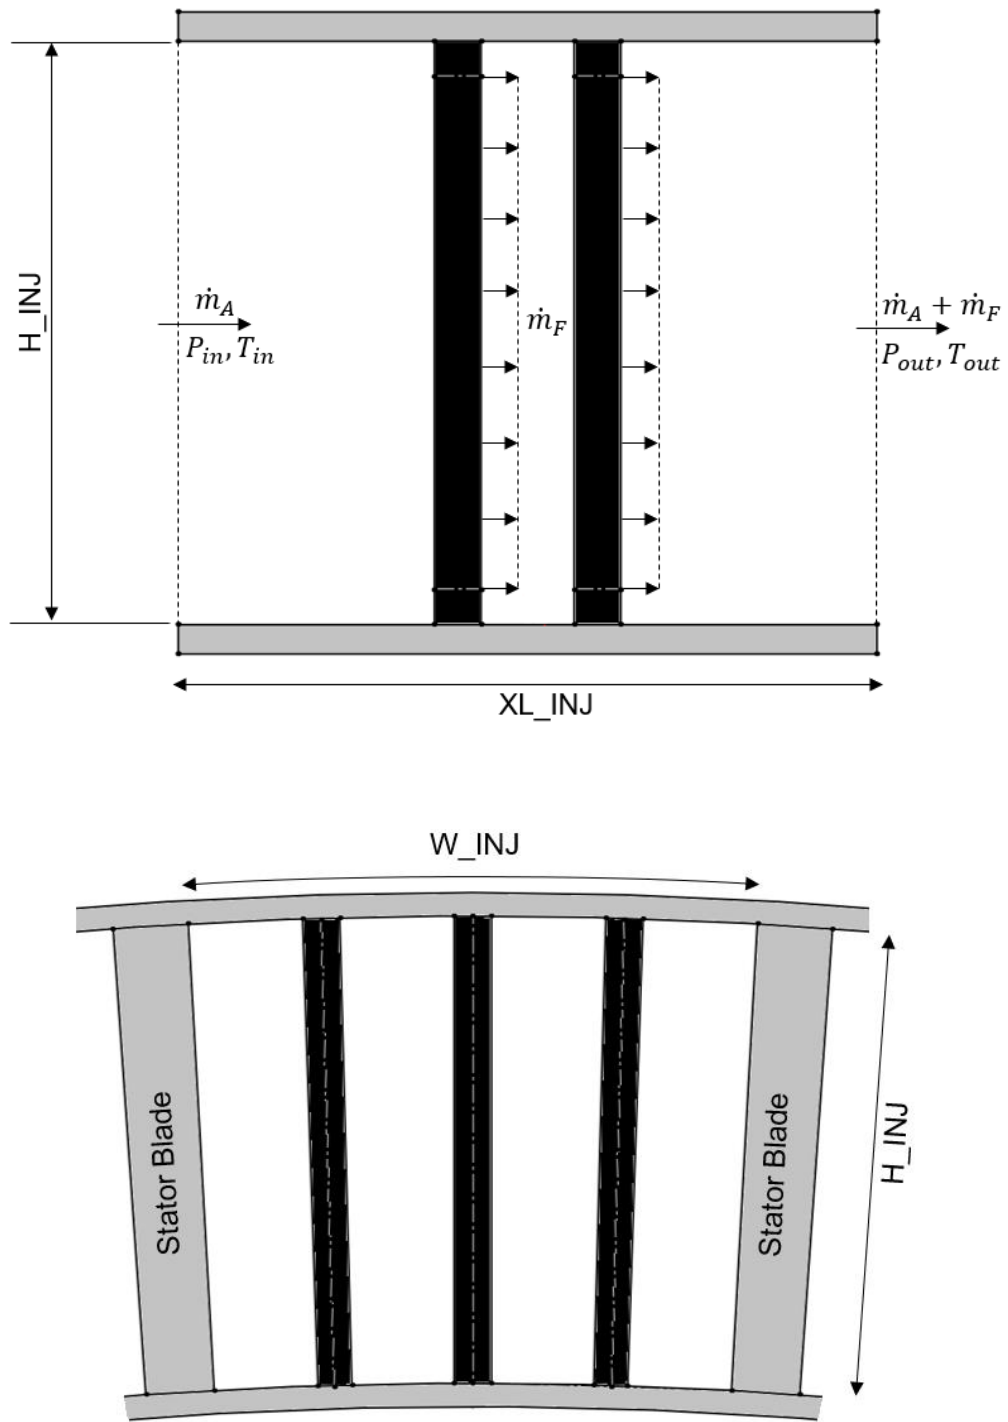 H_INJ
ṁ_A
P_in, T_in
ṁ_F
ṁ_A + ṁ_F
P_out, T_out
XL_INJ
W_INJ
Stator Blade
Stator Blade
H_INJ